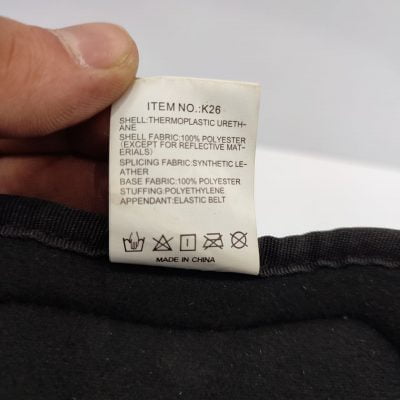 ITEM NO.:K26
SHELL:THERMOPLASTIC URETH-
ANE
SHELL FABRIC:100% POLYESTER
(EXCEPT FOR REFLECTIVE MAT-
ERIALS)
SPLICING FABRIC:SYNTHETIC LE-
ATHER
BASE FABRIC:100% POLYESTER
STUFFING:POLYETHYLENE
APPENDANT:ELASTIC BELT
MADE IN CHINA